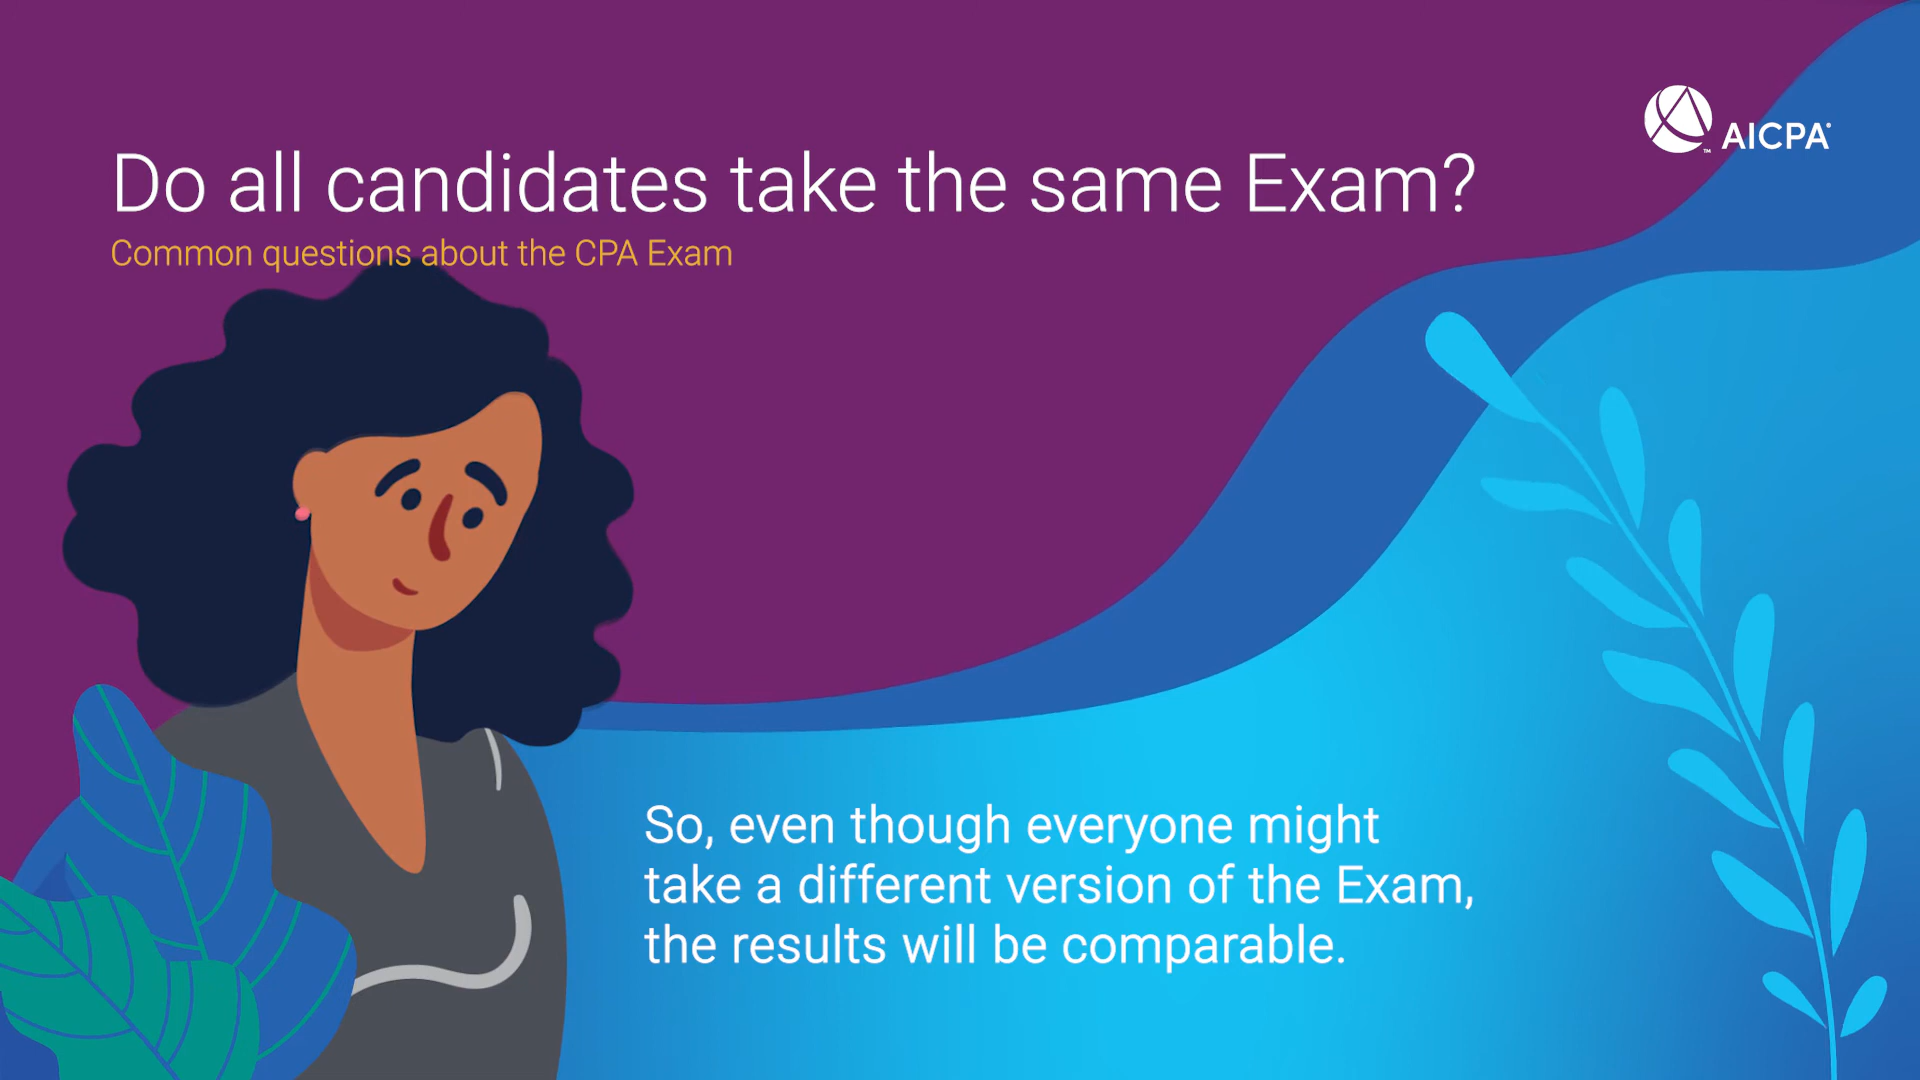 AICPA
Do all candidates take the same Exam?
Common questions about the CPA Exam
So, even though everyone might
take a different version of the Exam,
the results will be comparable.